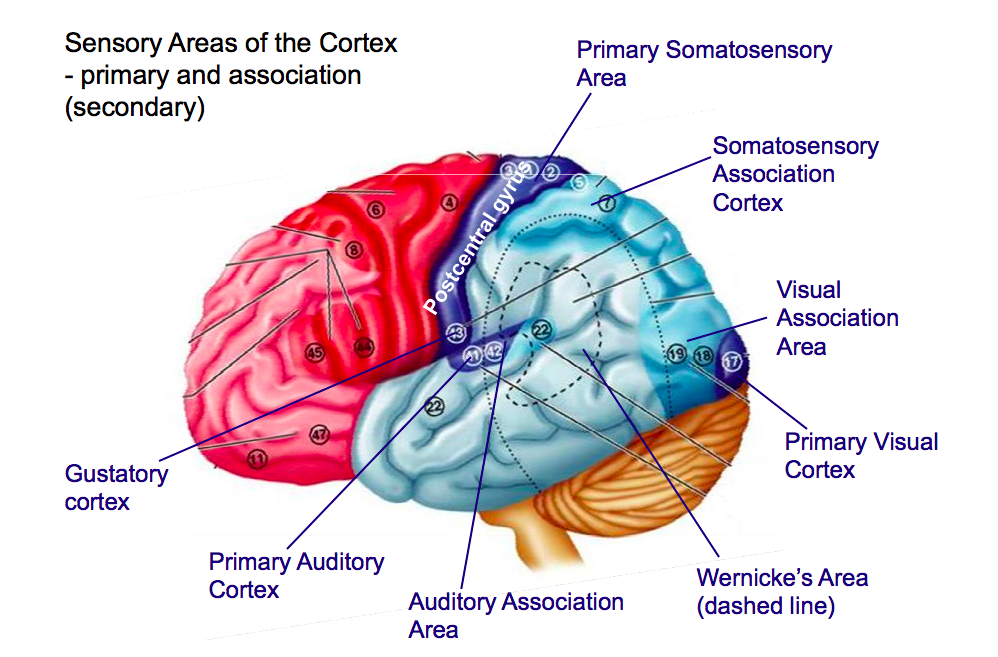 Sensory Areas of the Cortex
- primary and association
(secondary)
Primary Somatosensory
Area
Somatosensory
Association
Cortex
Visual
Association
Area
Primary Visual
Cortex
Wernicke's Area
(dashed line)
Auditory Association
Area
Primary Auditory
Cortex
Gustatory
cortex
Postcentral gyrus
3 1 2
5
7
6
4
8
45
44
47
11
43
41 42
22
22
19 18 17